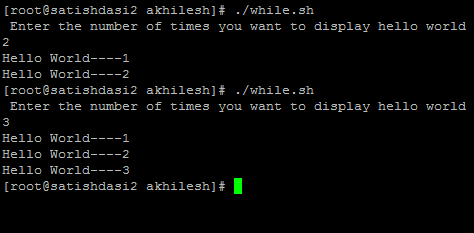 [root@satishdasi2 akhilesh]# ./while.sh
 Enter the number of times you want to display hello world
2
Hello World----1
Hello World----2
[root@satishdasi2 akhilesh]# ./while.sh
 Enter the number of times you want to display hello world
3
Hello World----1
Hello World----2
Hello World----3
[root@satishdasi2 akhilesh]#